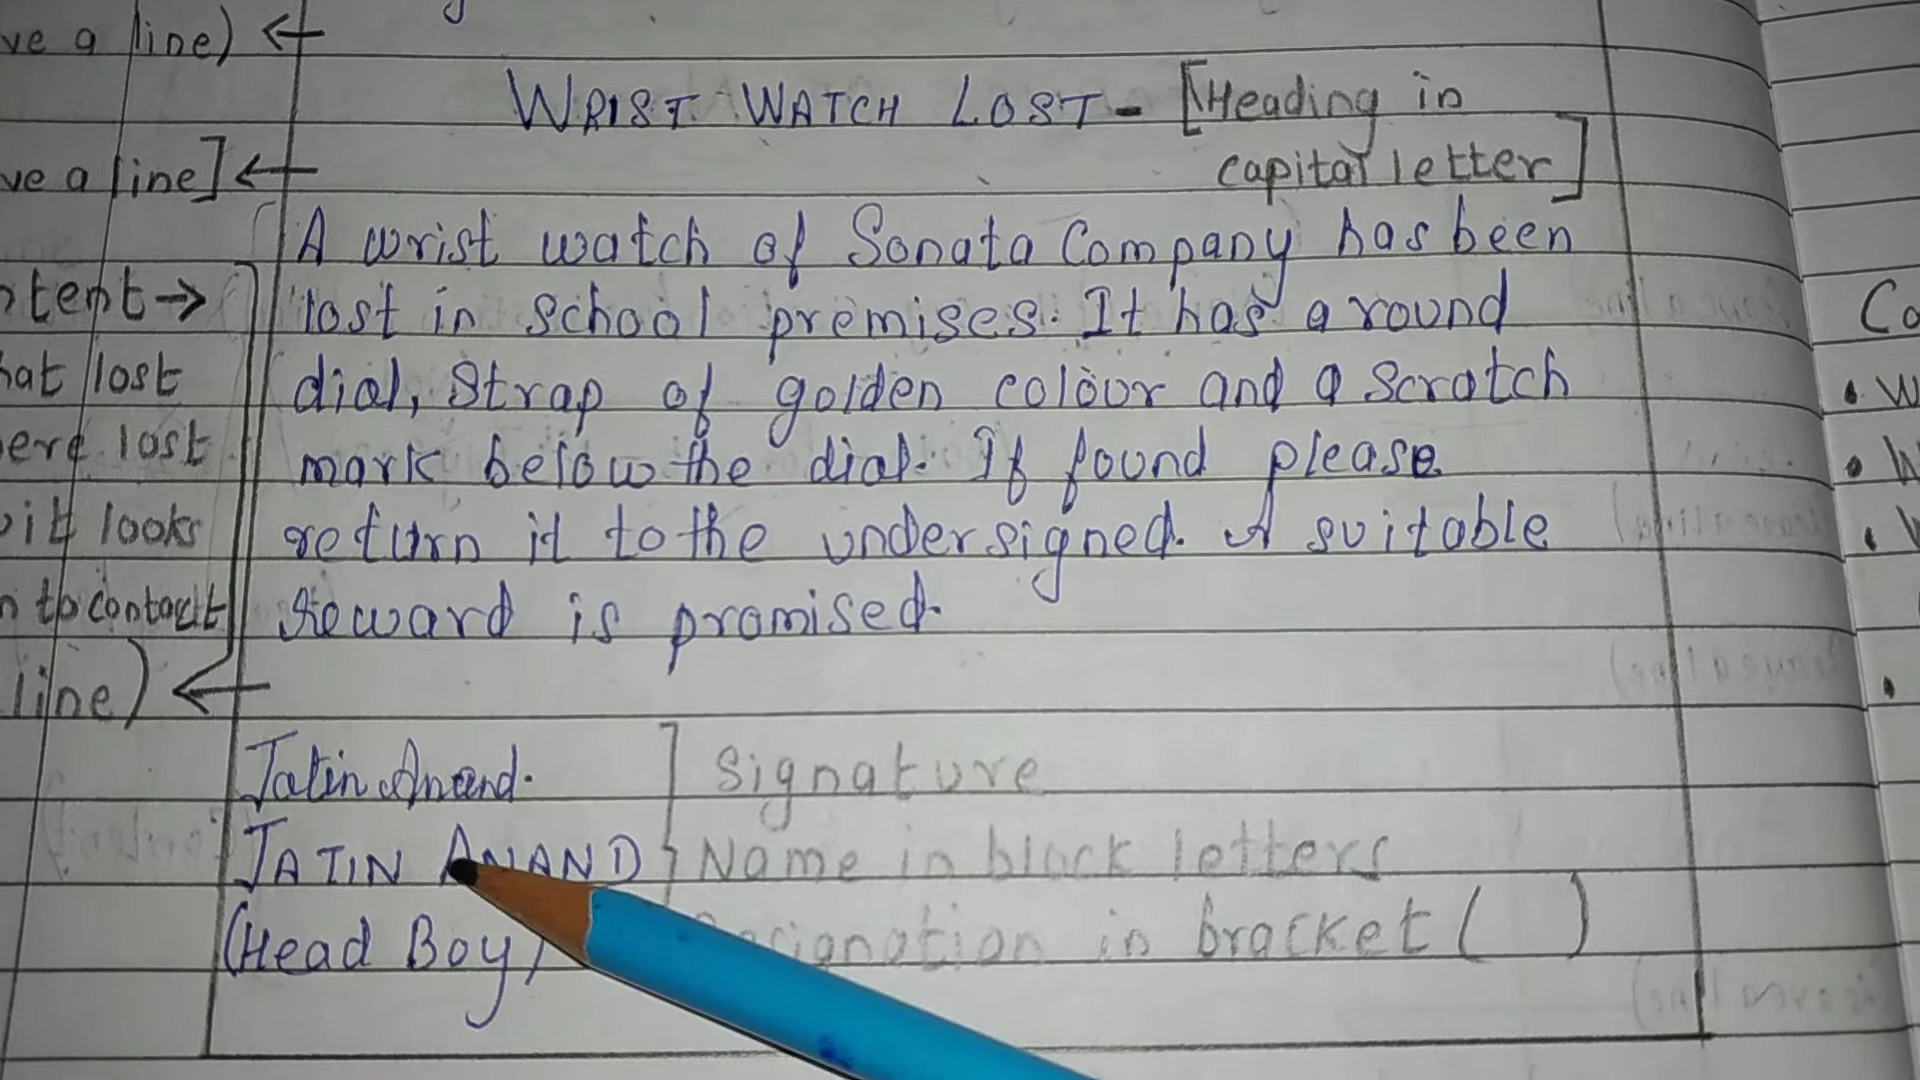 ve a line) ←
WRIST WATCH LOST - [Heading in
capital letter]
ve a line] ←
A wrist watch of Sonata Company has been
lost in school premises. It has a round
dial, Strap of golden colour and a scratch
mark below the dial. If found please
return it to the undersigned. A suitable
reward is promised.
ntent →
hat lost
ere lost
it looks
to contact
line) ←
Jatin Anand.
JATIN ANAND
(Head Boy)
] Signature
} Name in block letters
in bracket ( )
Co
• W
• W
• W
•